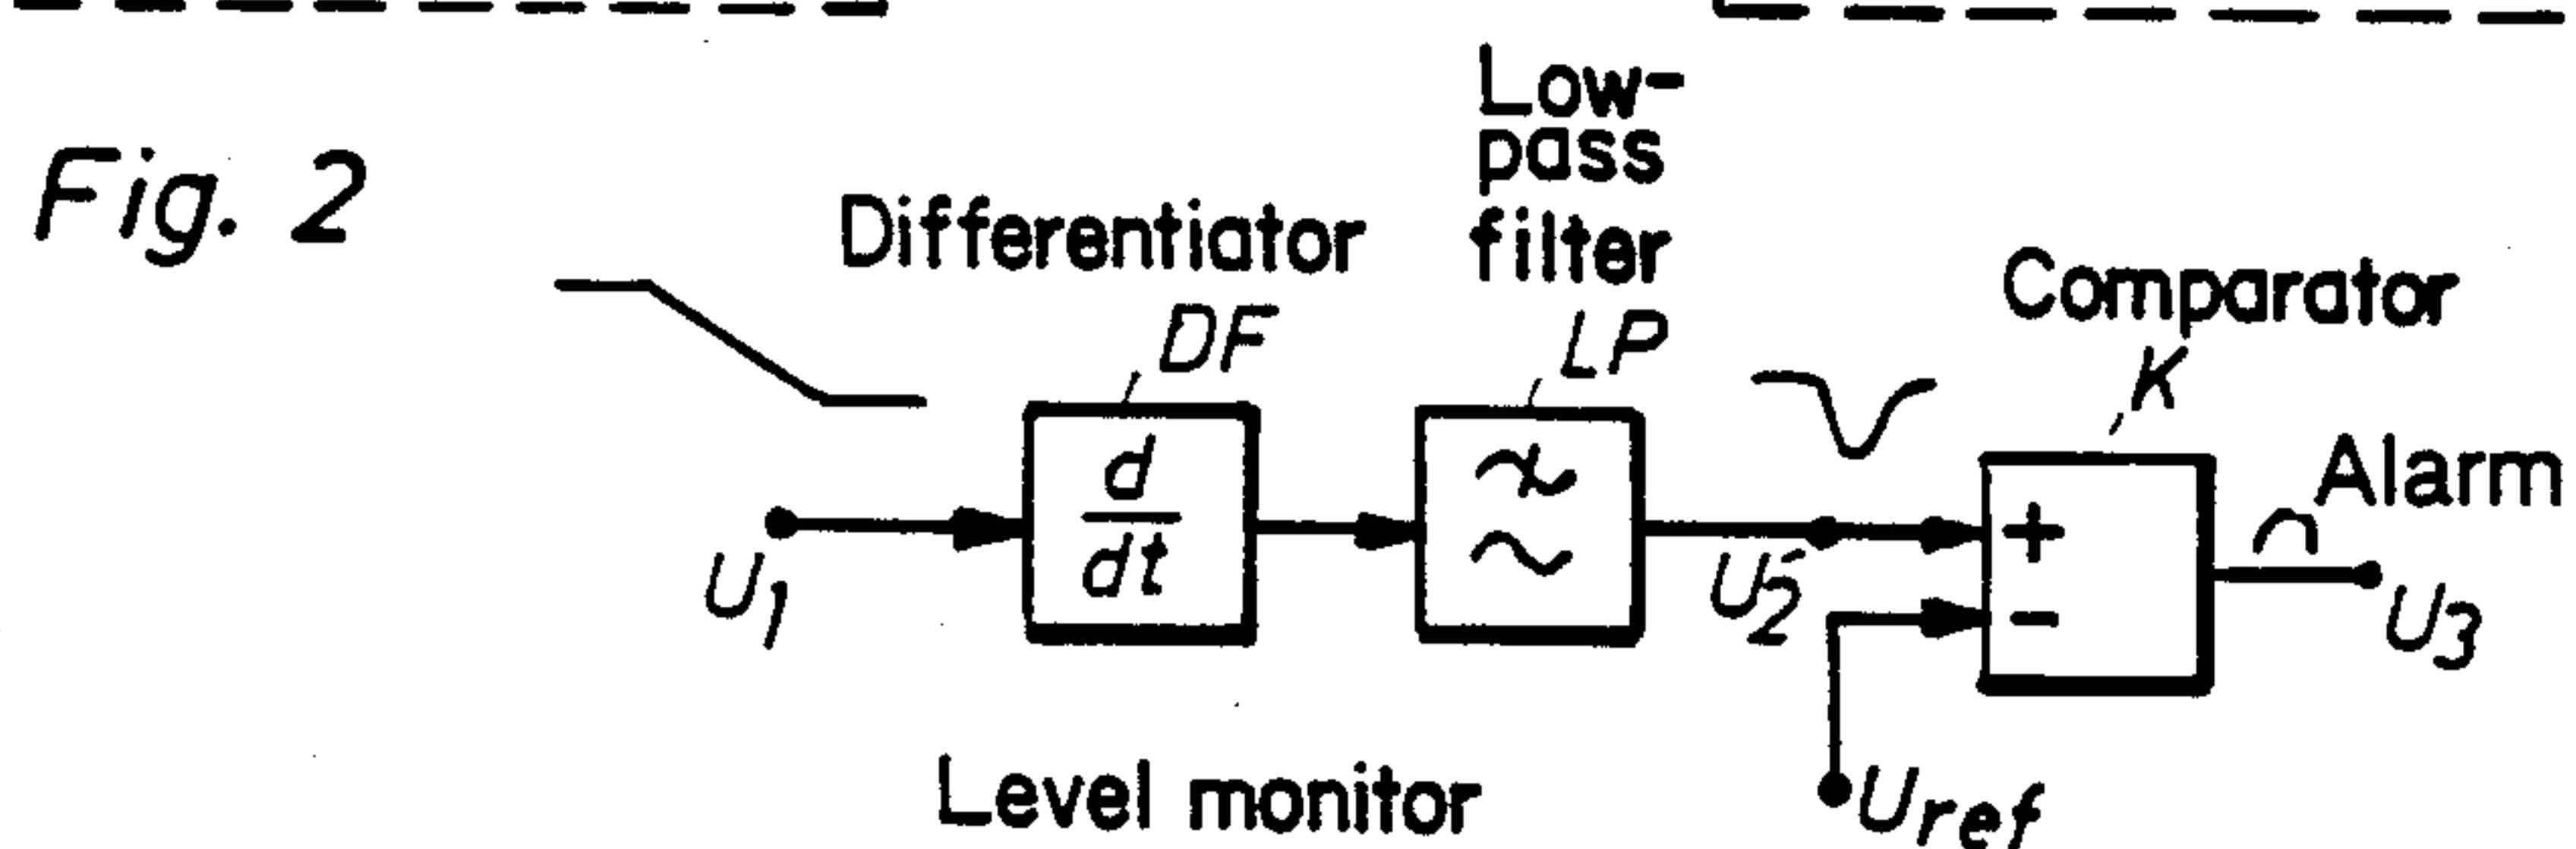 Fig. 2
Differentiator
DF
Low-
pass
filter
LP
Comparator
K
Alarm
U1
d
dt
U2
+
-
U3
Uref
Level monitor